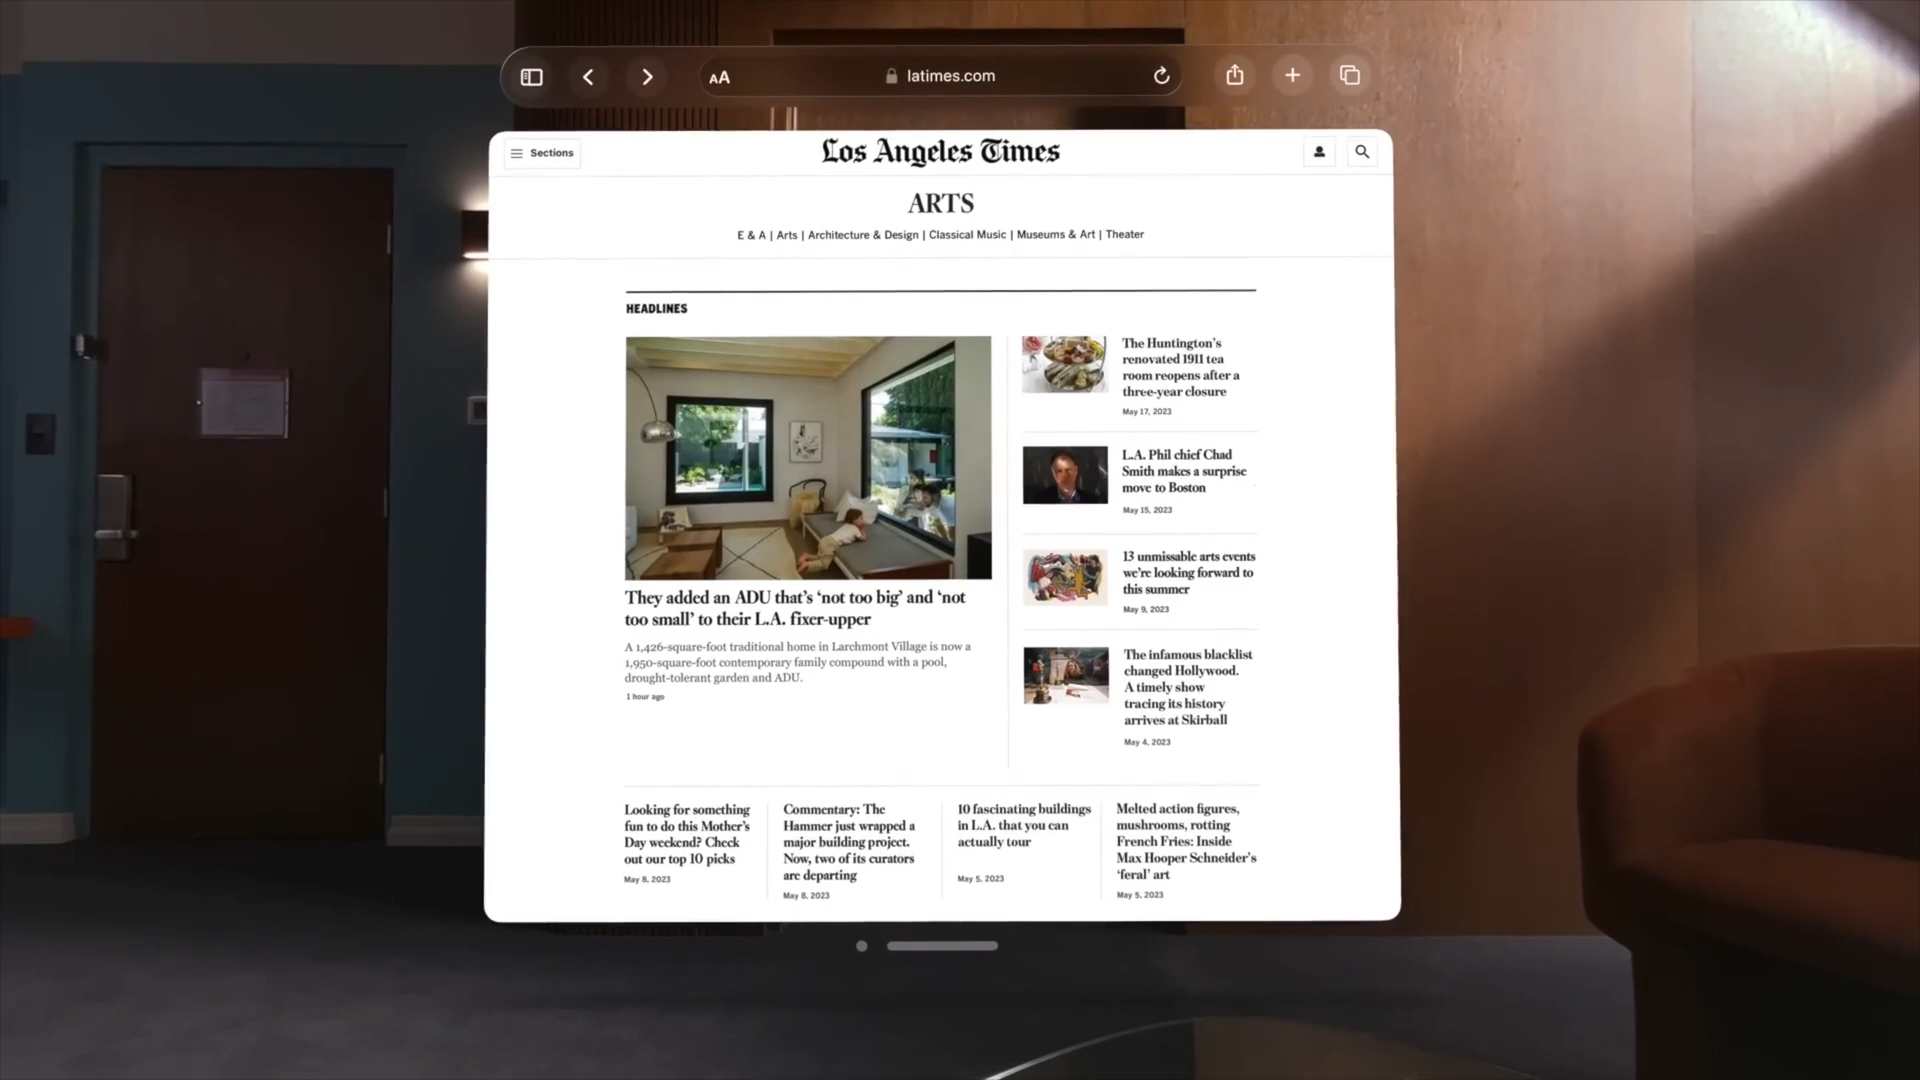 AA
latimes.com
Sections
Los Angeles Times
ARTS
E & A | Arts | Architecture & Design | Classical Music | Museums & Art | Theater
HEADLINES
They added an ADU that’s ‘not too big’ and ‘not
too small’ to their L.A. fixer-upper
A 1,426-square-foot traditional home in Larchmont Village is now a
1,950-square-foot contemporary family compound with a pool,
drought-tolerant garden and ADU.
1 hour ago
The Huntington’s
renovated 1911 tea
room reopens after a
three-year closure
May 17, 2023
L.A. Phil chief Chad
Smith makes a surprise
move to Boston
May 15, 2023
13 unmissable arts events
we’re looking forward to
this summer
May 9, 2023
The infamous blacklist
changed Hollywood.
A timely show
tracing its history
arrives at Skirball
May 4, 2023
Looking for something
fun to do this Mother’s
Day weekend? Check
out our top 10 picks
May 8, 2023
Commentary: The
Hammer just wrapped a
major building project.
Now, two of its curators
are departing
May 8, 2023
10 fascinating buildings
in L.A. that you can
actually tour
May 5, 2023
Melted action figures,
mushrooms, rotting
French Fries: Inside
Max Hooper Schneider’s
‘feral’ art
May 5, 2023